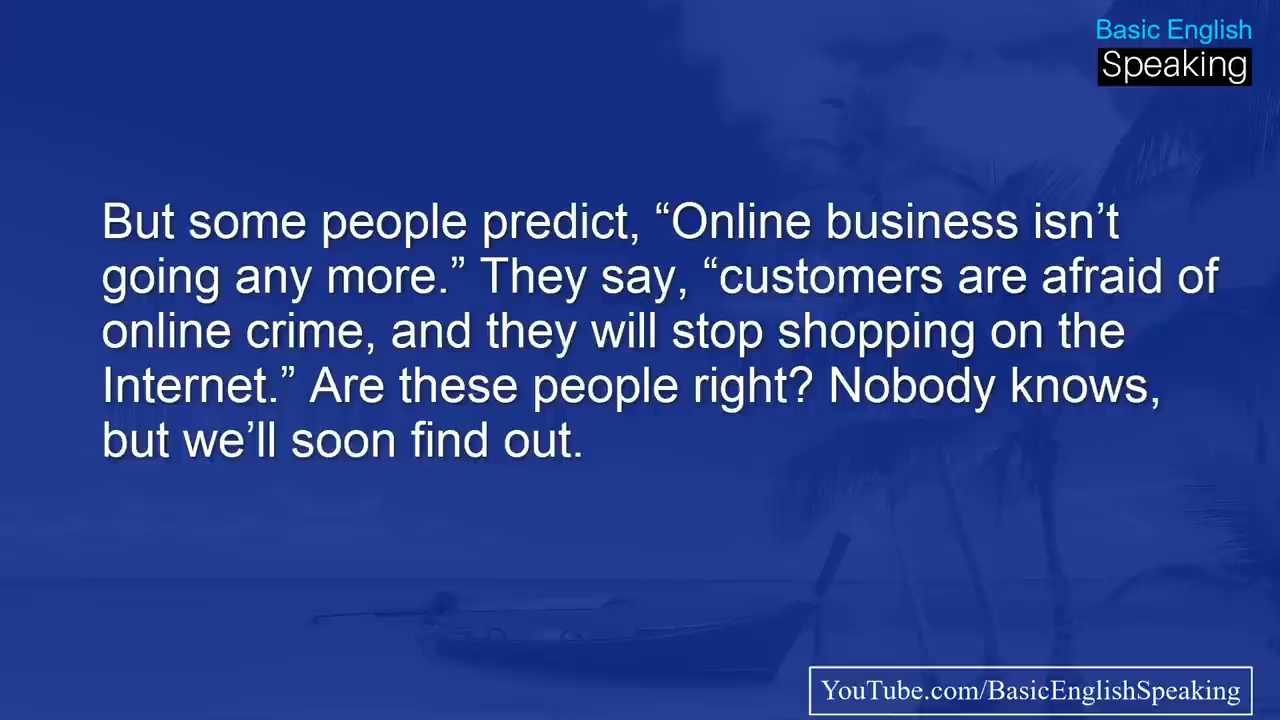 Basic English
Speaking
But some people predict, “Online business isn’t
going any more.” They say, “customers are afraid of
online crime, and they will stop shopping on the
Internet.” Are these people right? Nobody knows,
but we’ll soon find out.
YouTube.com/BasicEnglishSpeaking